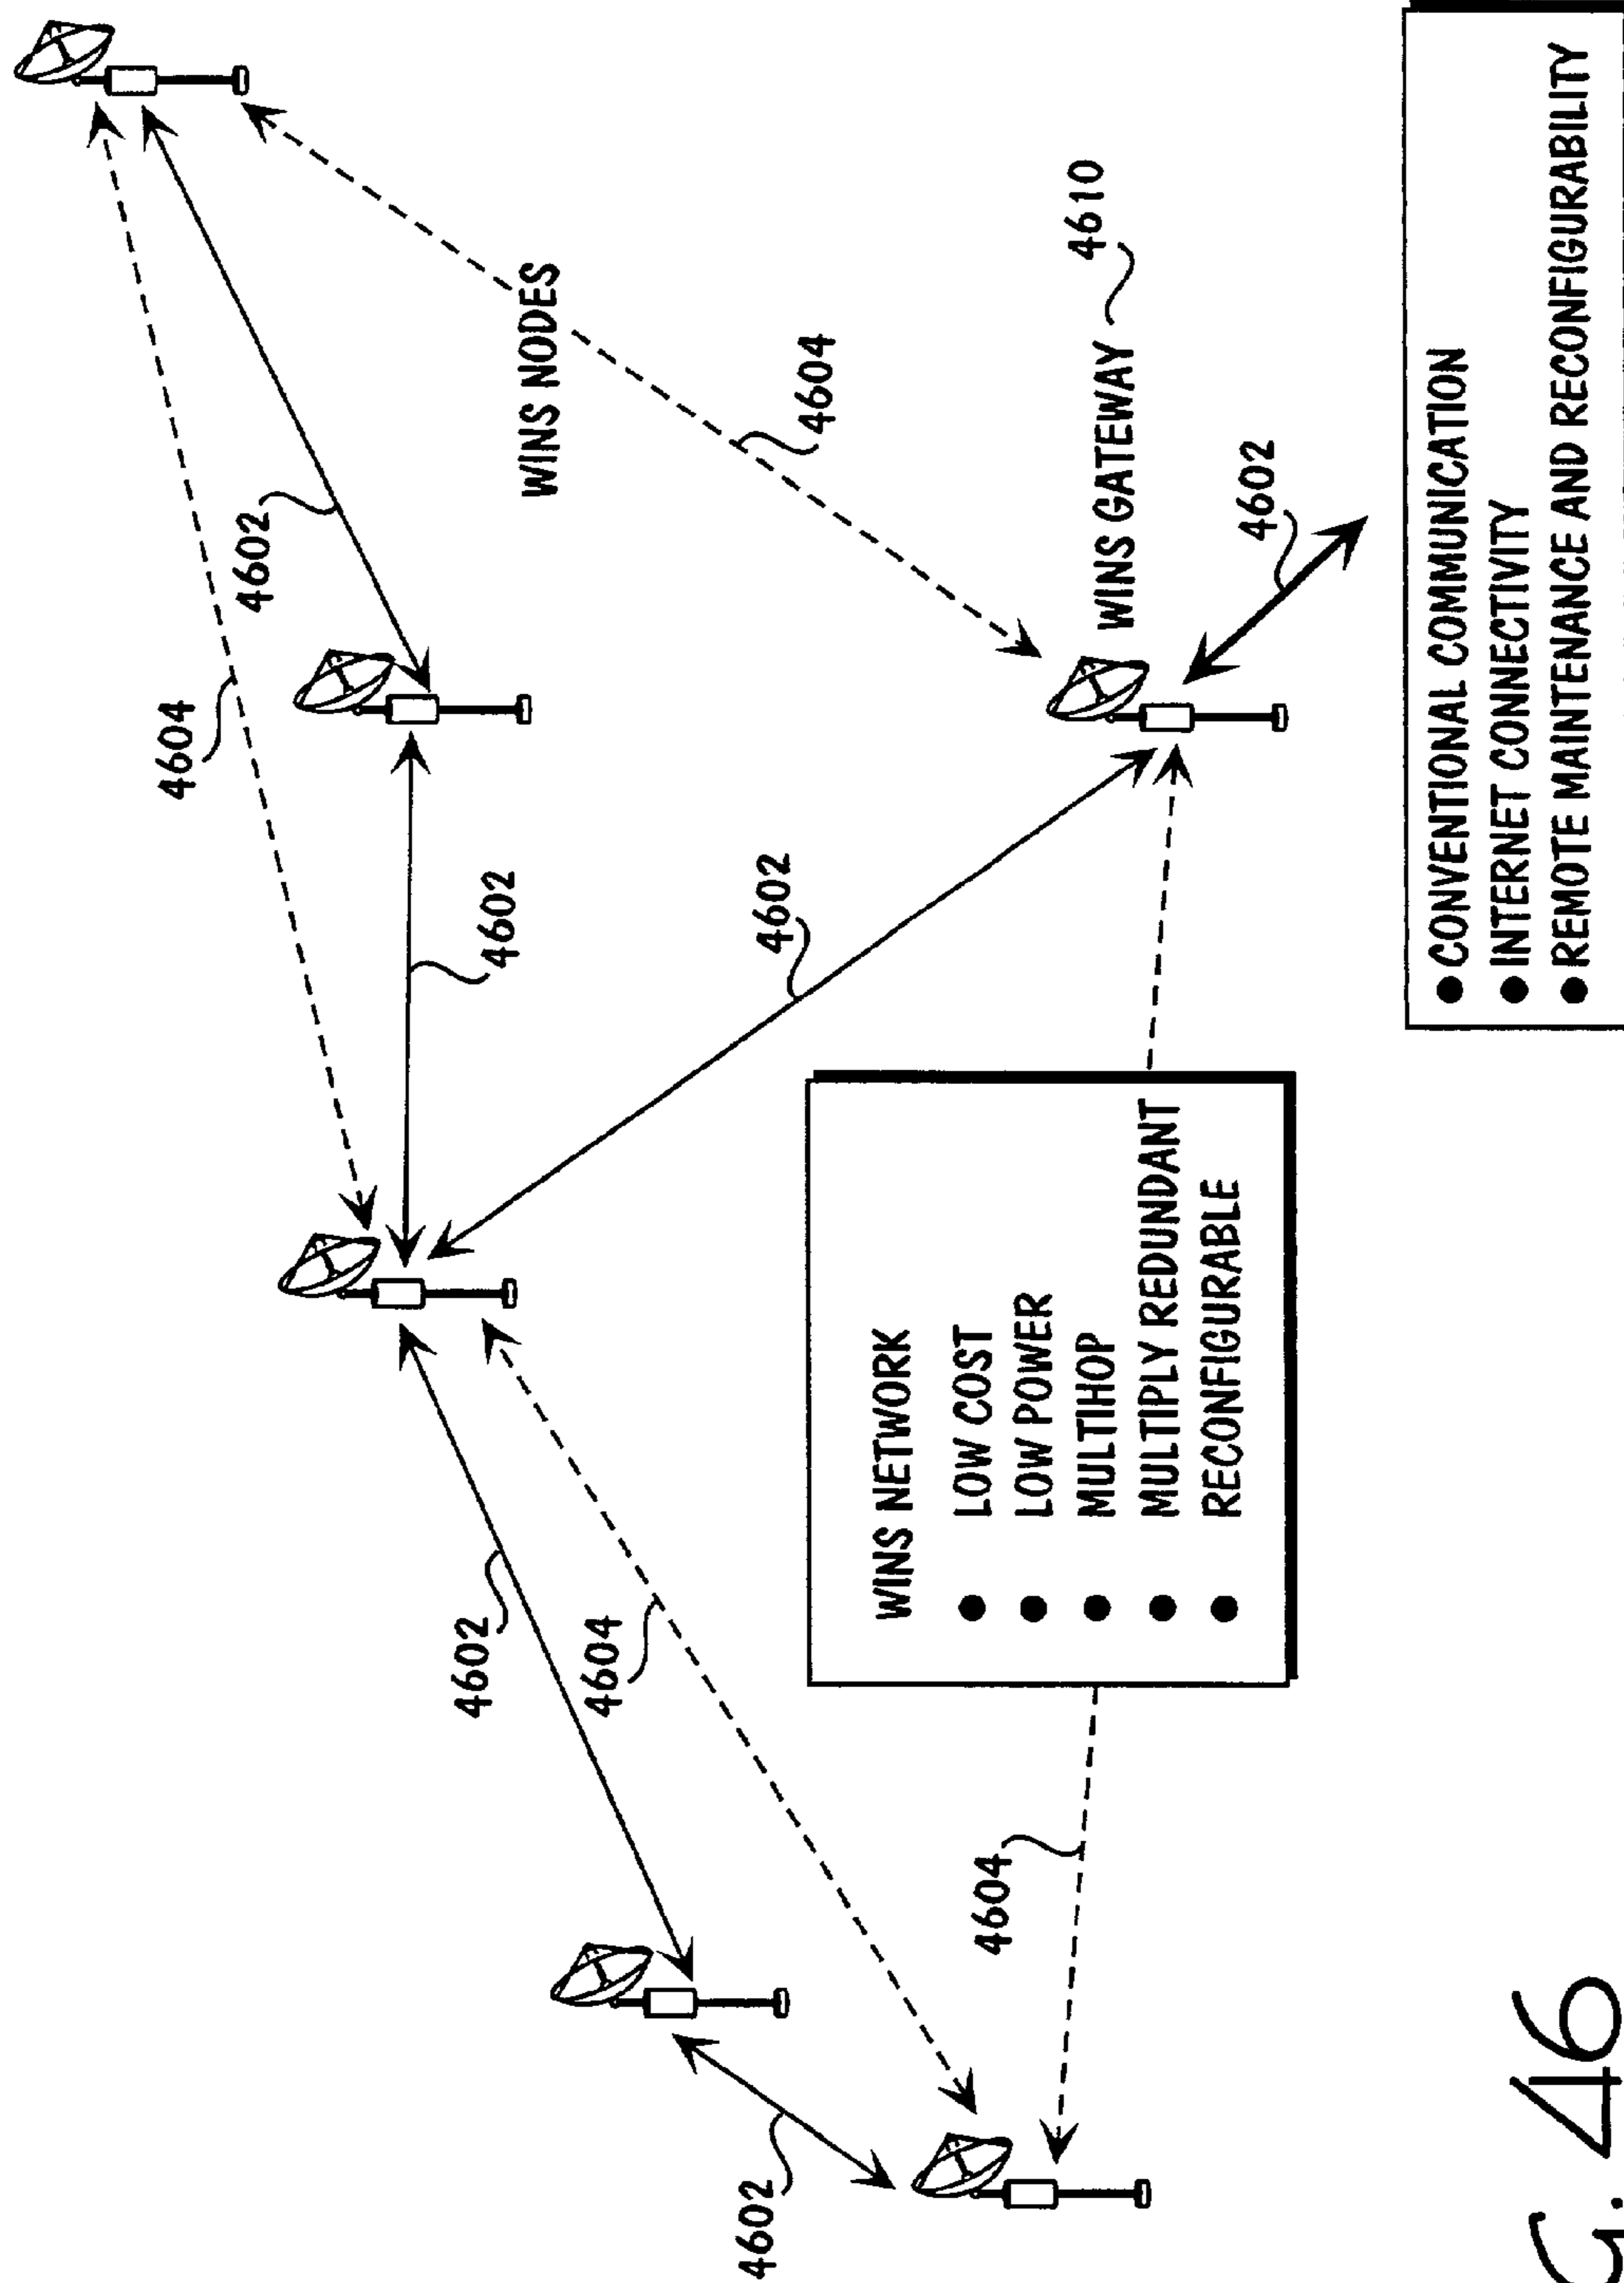 4604
4602
4602
WINS NODES
4604
4602
4604
4602
4602
WINS NETWORK
● LOW COST
● LOW POWER
● MULTIHOP
● MULTIPLY REDUNDANT
● RECONFIGURABLE
4604
WINS GATEWAY 4610
4602
● CONVENTIONAL COMMUNICATION
● INTERNET CONNECTIVITY
● REMOTE MAINTENANCE AND RECONFIGURABILITY
G. 46